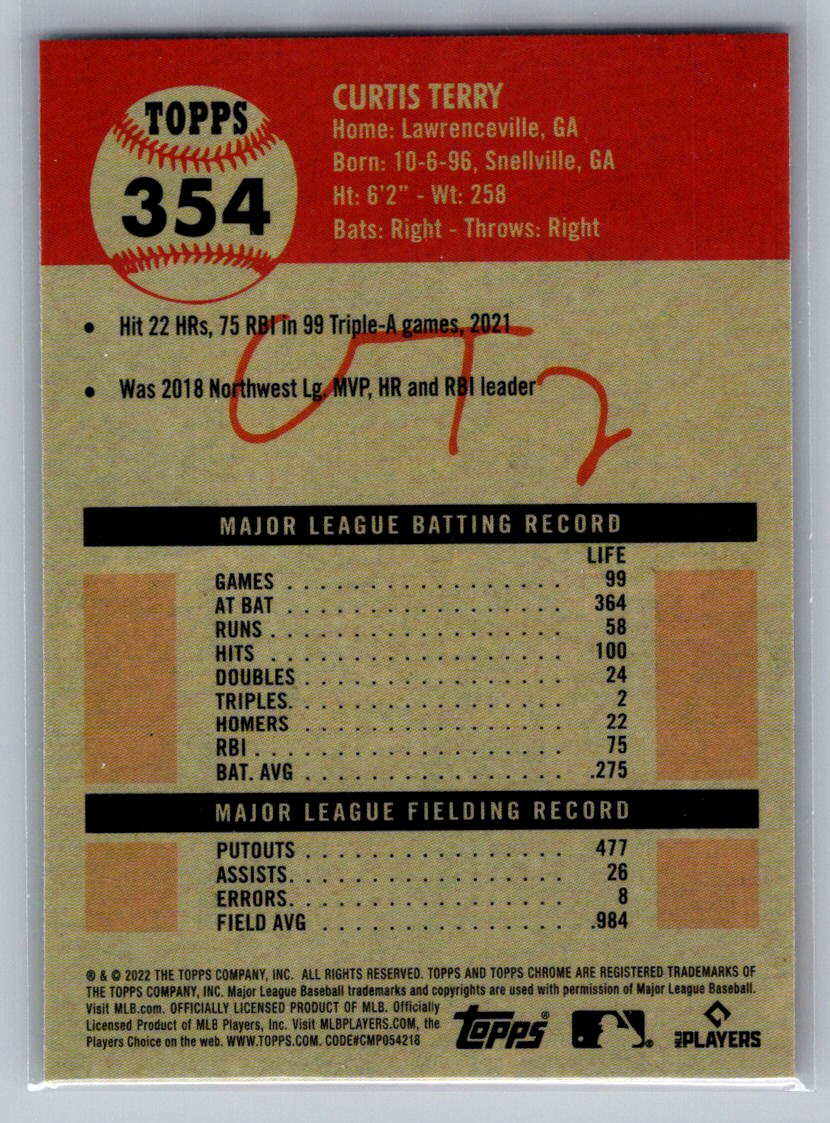 TOPPS
354
CURTIS TERRY
Home: Lawrenceville, GA
Born: 10-6-96, Snellville, GA
Ht: 6'2" - Wt: 258
Bats: Right - Throws: Right
• Hit 22 HRs, 75 RBI in 99 Triple-A games, 2021
• Was 2018 Northwest Lg. MVP, HR and RBI leader
MAJOR LEAGUE BATTING RECORD
LIFE
GAMES . . . . . . . . . . . . . . . . . 99
AT BAT . . . . . . . . . . . . . . . . . 364
RUNS . . . . . . . . . . . . . . . . . . 58
HITS . . . . . . . . . . . . . . . . . . 100
DOUBLES . . . . . . . . . . . . . . . . 24
TRIPLES. . . . . . . . . . . . . . . . . 2
HOMERS . . . . . . . . . . . . . . . . 22
RBI . . . . . . . . . . . . . . . . . . . 75
BAT. AVG . . . . . . . . . . . . . . . . .275
MAJOR LEAGUE FIELDING RECORD
PUTOUTS . . . . . . . . . . . . . . . . 477
ASSISTS. . . . . . . . . . . . . . . . . 26
ERRORS. . . . . . . . . . . . . . . . . 8
FIELD AVG . . . . . . . . . . . . . . . .984
® & © 2022 THE TOPPS COMPANY, INC. ALL RIGHTS RESERVED. TOPPS AND TOPPS CHROME ARE REGISTERED TRADEMARKS OF
THE TOPPS COMPANY, INC. Major League Baseball trademarks and copyrights are used with permission of Major League Baseball.
Visit MLB.com. OFFICIALLY LICENSED PRODUCT OF MLB. Officially
Licensed Product of MLB Players, Inc. Visit MLBPLAYERS.COM, the
Players Choice on the web. WWW.TOPPS.COM. CODE#CMP054218
Topps®
MLB PLAYERS